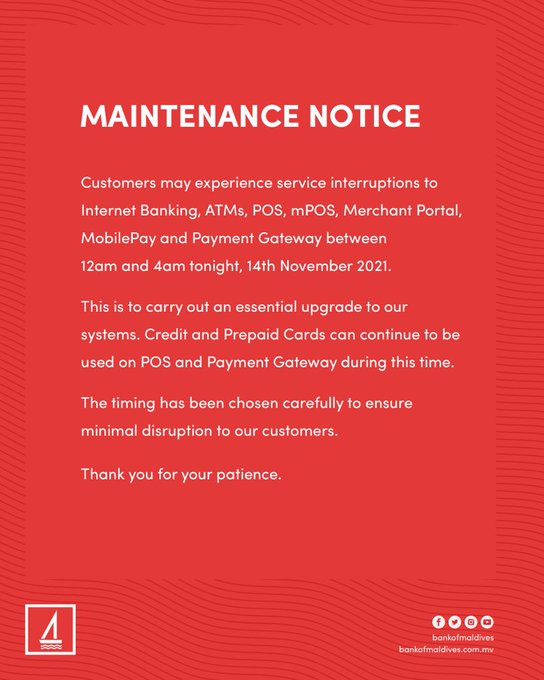 MAINTENANCE NOTICE
Customers may experience service interruptions to
Internet Banking, ATMs, POS, mPOS, Merchant Portal,
MobilePay and Payment Gateway between
12am and 4am tonight, 14th November 2021.
This is to carry out an essential upgrade to our
systems. Credit and Prepaid Cards can continue to be
used on POS and Payment Gateway during this time.
The timing has been chosen carefully to ensure
minimal disruption to our customers.
Thank you for your patience.
bankofmaldives
bankofmaldives.com.mv